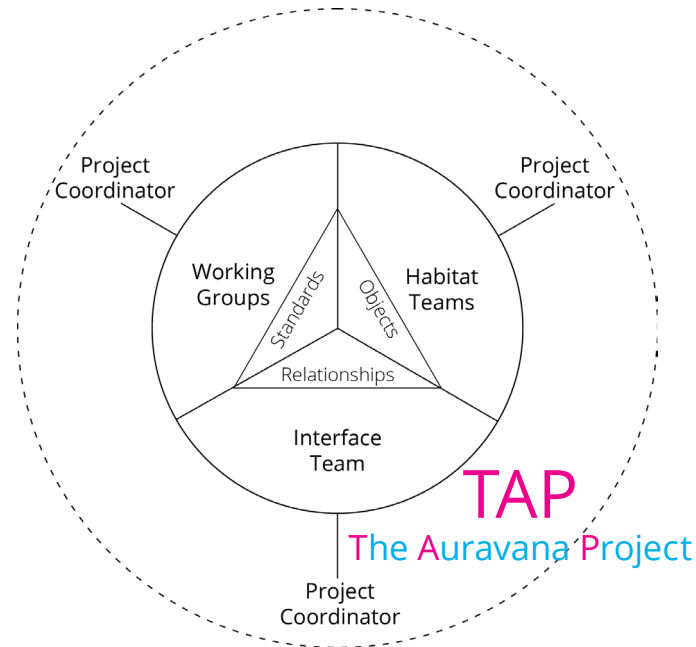 Project
Coordinator
Project
Coordinator
Working
Groups
Standards
Objects
Habitat
Teams
Relationships
Interface
Team
TAP
The Auravana Project
Project
Coordinator